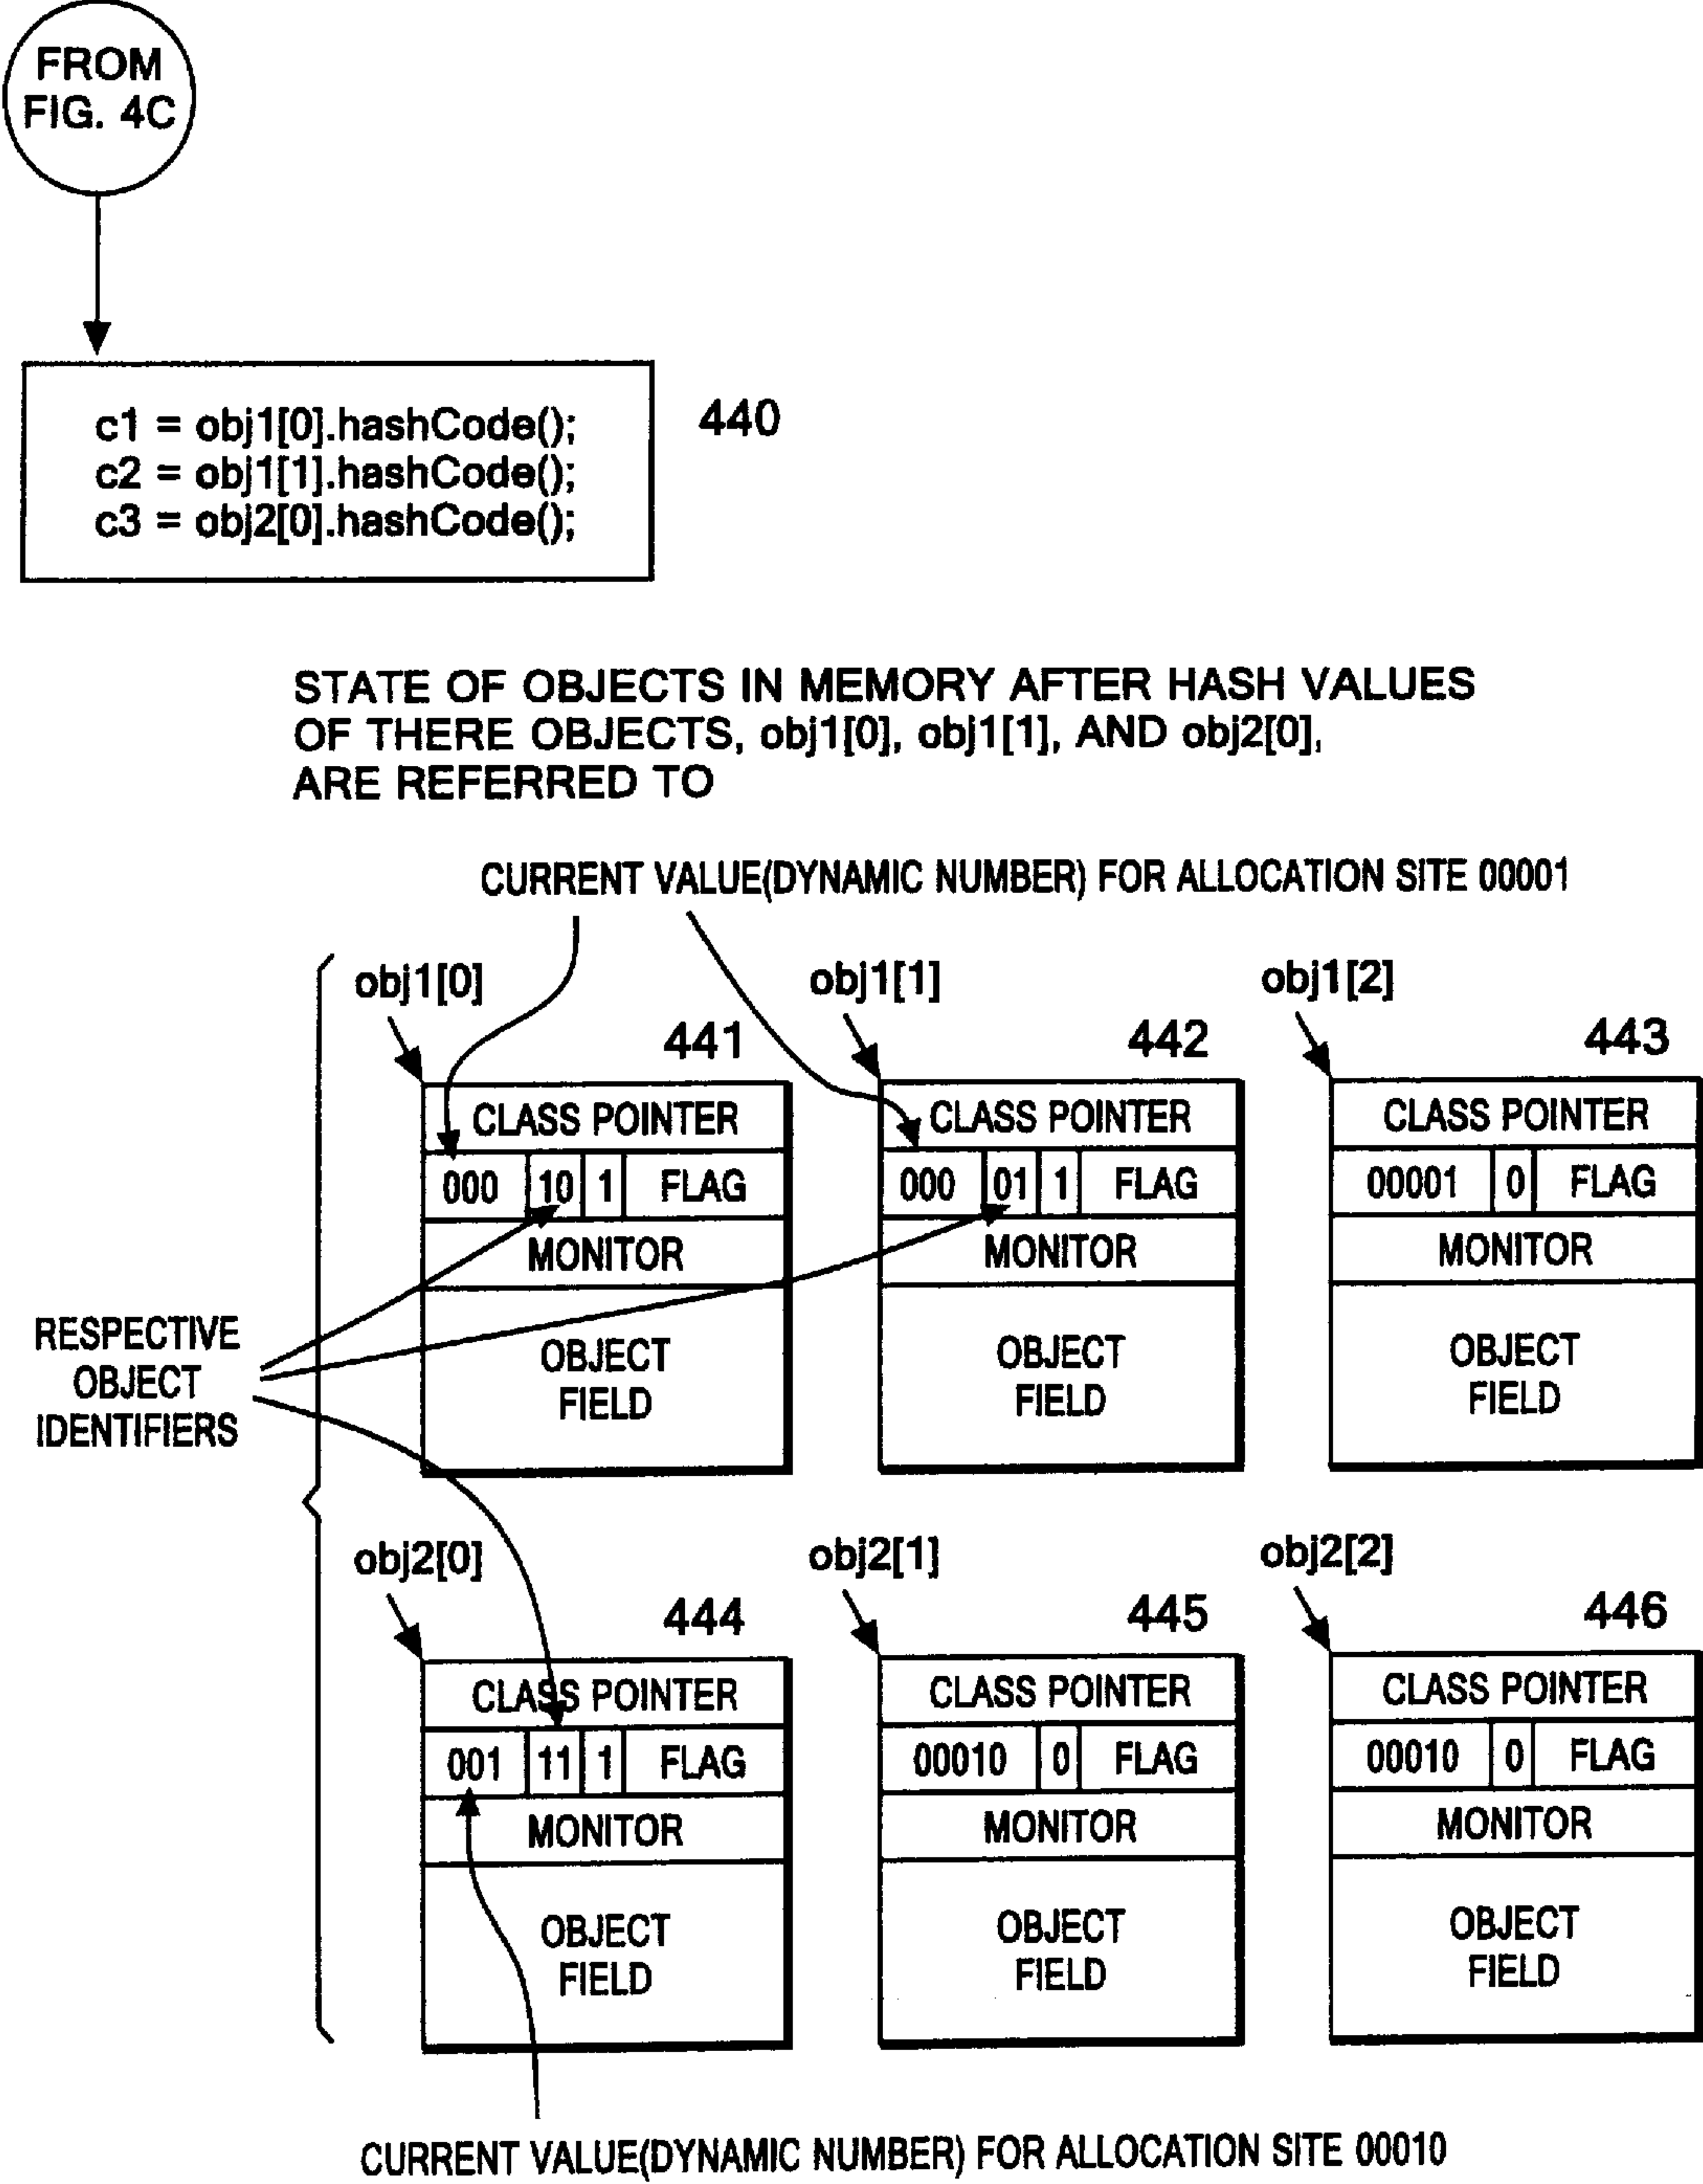 FROM
FIG. 4C
c1 = obj1[0].hashCode();
c2 = obj1[1].hashCode();
c3 = obj2[0].hashCode();
440
STATE OF OBJECTS IN MEMORY AFTER HASH VALUES
OF THERE OBJECTS, obj1[0], obj1[1], AND obj2[0],
ARE REFERRED TO
CURRENT VALUE(DYNAMIC NUMBER) FOR ALLOCATION SITE 00001
obj1[0]
441
CLASS POINTER
000 10 1 FLAG
MONITOR
OBJECT
FIELD
obj1[1]
442
CLASS POINTER
000 01 1 FLAG
MONITOR
OBJECT
FIELD
obj1[2]
443
CLASS POINTER
00001 0 FLAG
MONITOR
OBJECT
FIELD
RESPECTIVE
OBJECT
IDENTIFIERS
obj2[0]
444
CLASS POINTER
001 11 1 FLAG
MONITOR
OBJECT
FIELD
obj2[1]
445
CLASS POINTER
00010 0 FLAG
MONITOR
OBJECT
FIELD
obj2[2]
446
CLASS POINTER
00010 0 FLAG
MONITOR
OBJECT
FIELD
CURRENT VALUE(DYNAMIC NUMBER) FOR ALLOCATION SITE 00010